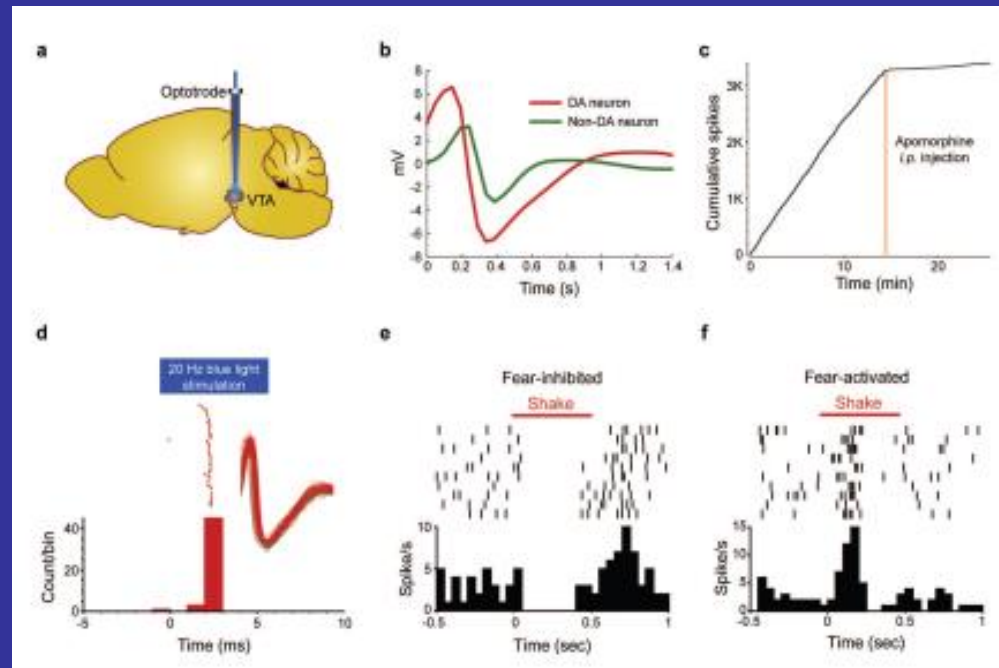 a
Optotrode
VTA
b
8
6
4
2
0
-2
-4
-6
-8
mV
DA neuron
Non-DA neuron
0 0.2 0.4 0.6 0.8 1 1.2 1.4
Time (s)
c
3K
2K
1K
0
Cumulative spikes
Apomorphine
i.p. injection
0 10 20
Time (min)
d
20 Hz blue light
stimulation
40
20
0
Count/bin
-5 0 5 10
Time (ms)
e
Fear-inhibited
Shake
10
5
0
Spike/s
-0.5 0 0.5 1
Time (sec)
f
Fear-activated
Shake
15
10
5
0
Spike/s
-0.5 0 0.5 1
Time (sec)